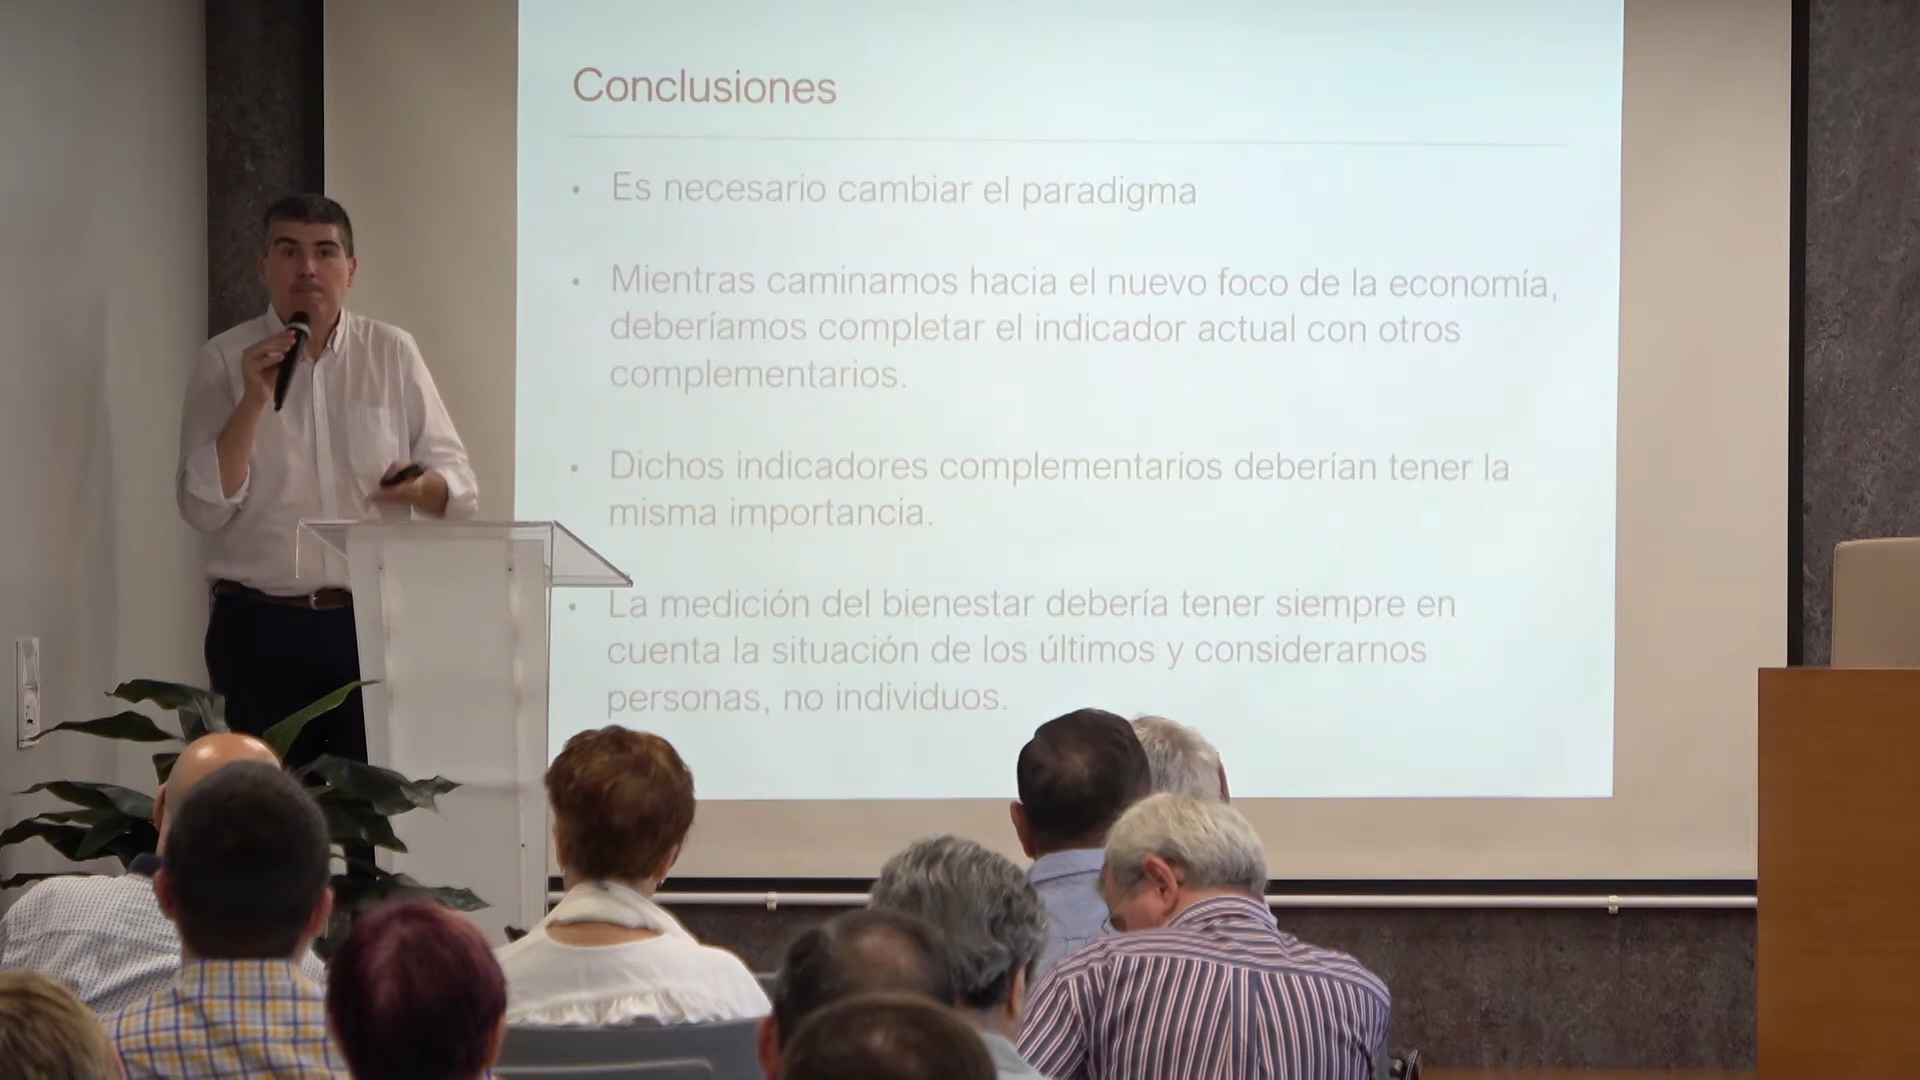 Conclusiones
• Es necesario cambiar el paradigma
• Mientras caminamos hacia el nuevo foco de la economía,
deberíamos completar el indicador actual con otros
complementarios.
• Dichos indicadores complementarios deberían tener la
misma importancia.
• La medición del bienestar debería tener siempre en
cuenta la situación de los últimos y considerarnos
personas, no individuos.